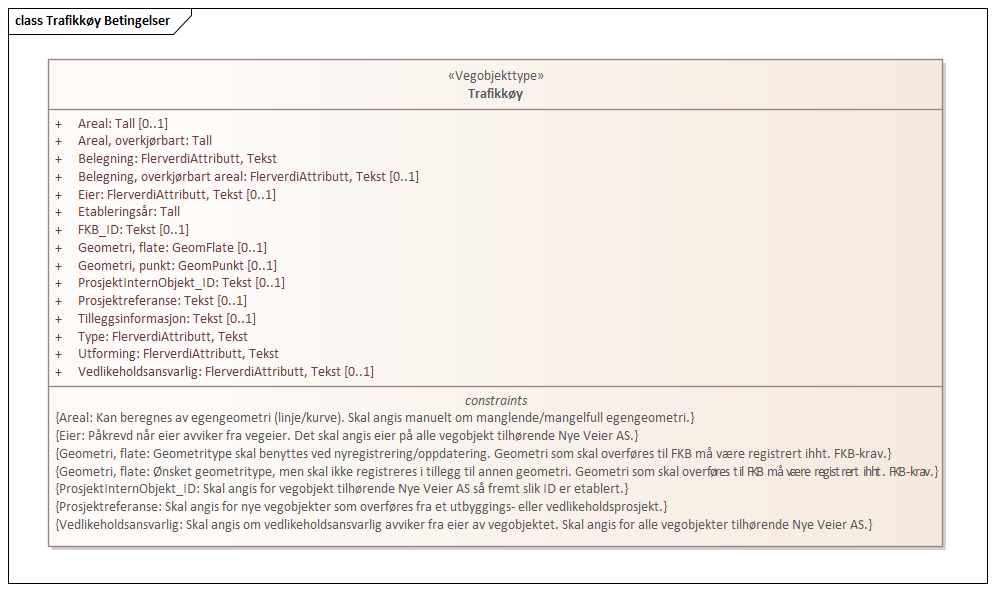 class Trafikkøy Betingelser
«Vegobjekttype»
Trafikkøy
+ Areal: Tall [0..1]
+ Areal, overkjørbart: Tall
+ Belegning: FlerverdiAttributt, Tekst
+ Belegning, overkjørbart areal: FlerverdiAttributt, Tekst [0..1]
+ Eier: FlerverdiAttributt, Tekst [0..1]
+ Etableringsår: Tall
+ FKB_ID: Tekst [0..1]
+ Geometri, flate: GeomFlate [0..1]
+ Geometri, punkt: GeomPunkt [0..1]
+ ProsjektInternObjekt_ID: Tekst [0..1]
+ Prosjektreferanse: Tekst [0..1]
+ Tilleggsinformasjon: Tekst [0..1]
+ Type: FlerverdiAttributt, Tekst
+ Utforming: FlerverdiAttributt, Tekst
+ Vedlikeholdsansvarlig: FlerverdiAttributt, Tekst [0..1]
constraints
{Areal: Kan beregnes av egengeometri (linje/kurve). Skal angis manuelt om manglende/mangelfull egengeometri.}
{Eier: Påkrevd når eier avviker fra vegeier. Det skal angis eier på alle vegobjekt tilhørende Nye Veier AS.}
{Geometri, flate: Geometritype skal benyttes ved nyregistrering/oppdatering. Geometri som skal overføres til FKB må være registrert ihht. FKB-krav.}
{Geometri, flate: Ønsket geometritype, men skal ikke registreres i tillegg til annen geometri. Geometri som skal overføres til FKB må være registrert ihht. FKB-krav.}
{ProsjektInternObjekt_ID: Skal angis for vegobjekt tilhørende Nye Veier AS så fremt slik ID er etablert.}
{Prosjektreferanse: Skal angis for nye vegobjekter som overføres fra et utbyggings- eller vedlikeholdsprosjekt.}
{Vedlikeholdsansvarlig: Skal angis om vedlikeholdsansvarlig avviker fra eier av vegobjektet. Skal angis for alle vegobjekter tilhørende Nye Veier AS.}